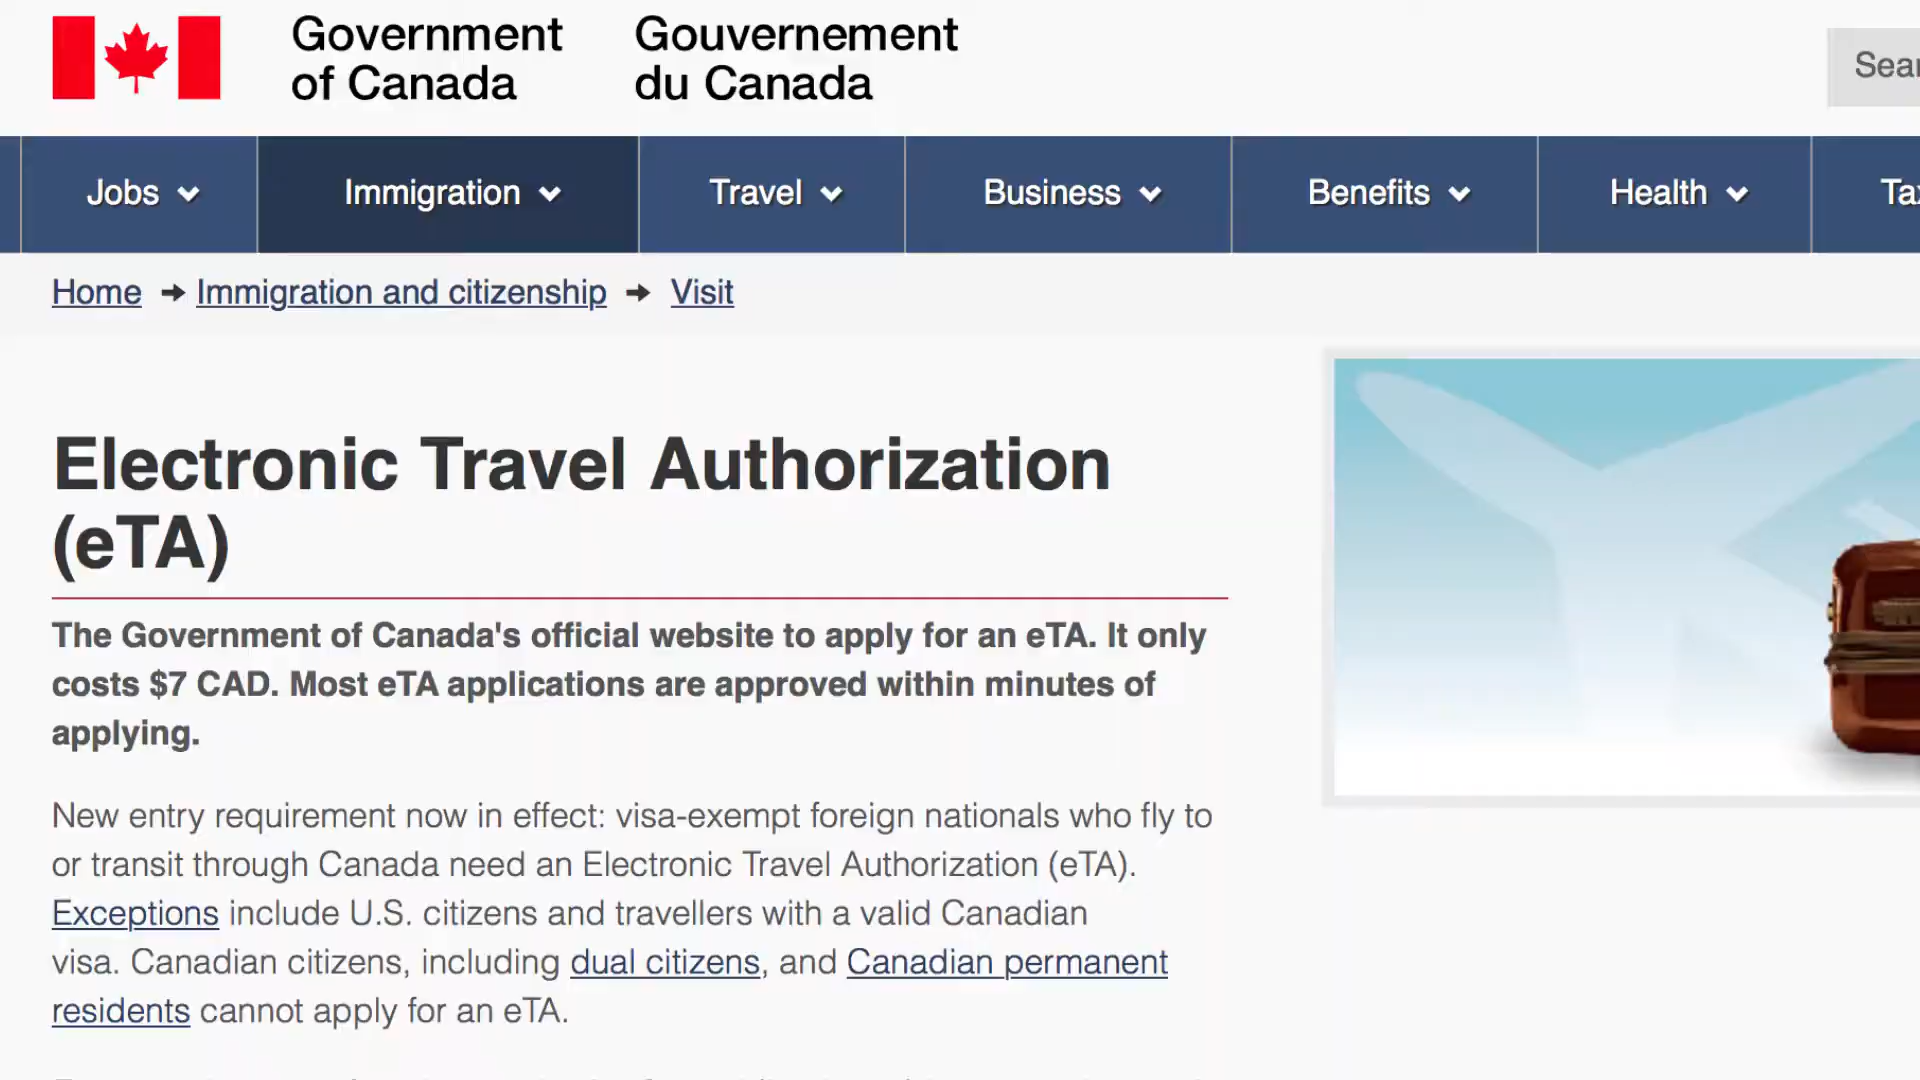 Government Gouvernement
of Canada du Canada
Sear
Jobs Immigration Travel Business Benefits Health Tax
Home Immigration and citizenship Visit
Electronic Travel Authorization
(eTA)
The Government of Canada's official website to apply for an eTA. It only
costs $7 CAD. Most eTA applications are approved within minutes of
applying.
New entry requirement now in effect: visa-exempt foreign nationals who fly to
or transit through Canada need an Electronic Travel Authorization (eTA).
Exceptions include U.S. citizens and travellers with a valid Canadian
visa. Canadian citizens, including dual citizens, and Canadian permanent
residents cannot apply for an eTA.